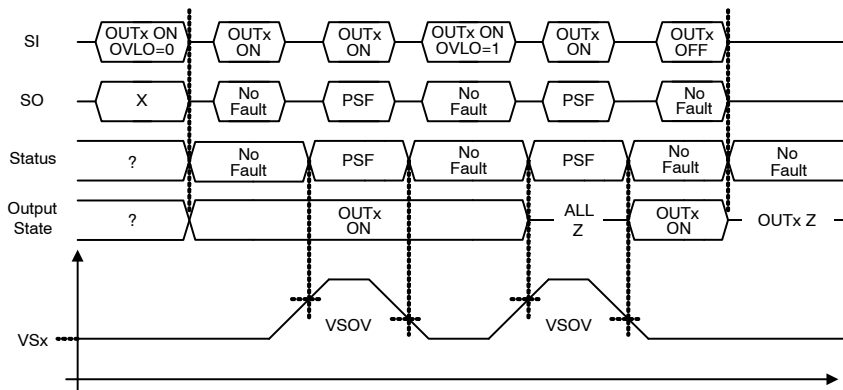 SI
OUTx ON
OVLO=0
OUTx
ON
OUTx
ON
OUTx ON
OVLO=1
OUTx
ON
OUTx
OFF
SO
X
No
Fault
PSF
No
Fault
PSF
No
Fault
Status
?
No
Fault
PSF
No
Fault
PSF
No
Fault
No
Fault
Output
State
?
OUTx
ON
ALL
Z
OUTx
ON
OUTx Z
VSOV
VSOV
VSx